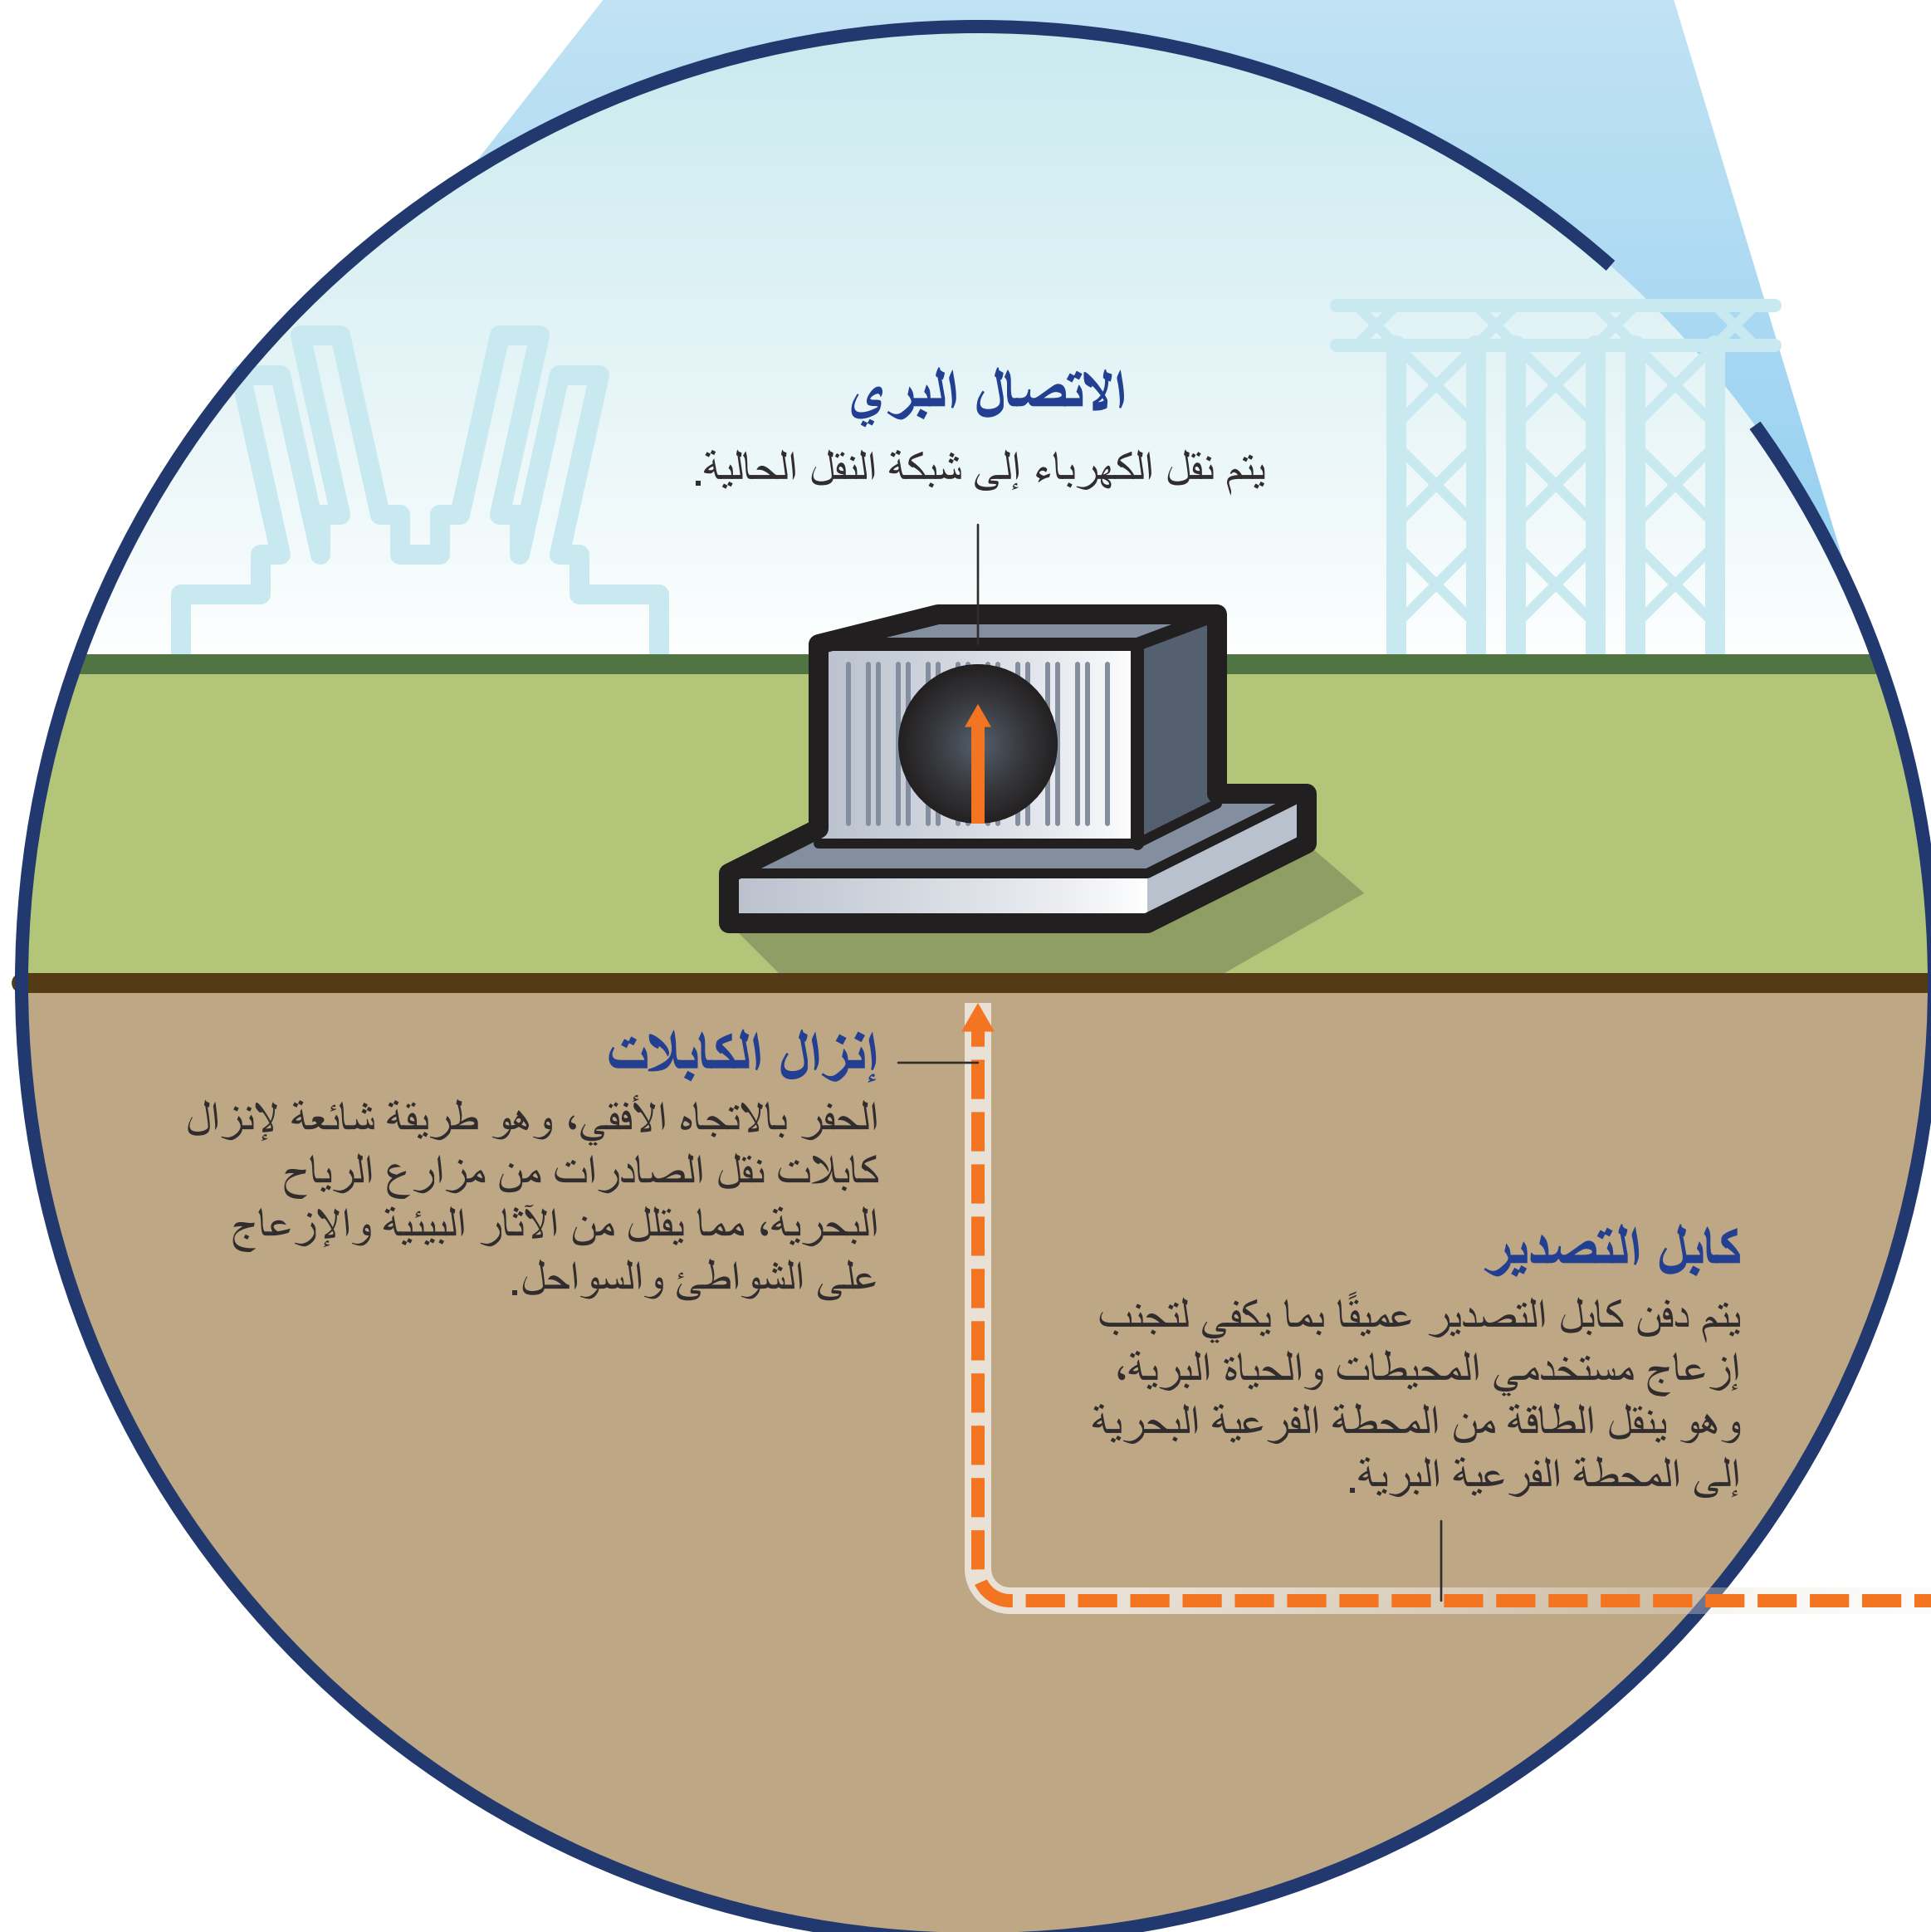 الاتصال البري
يتم نقل الكهرباء إلى شبكة النقل الحالية.
إنزال الكابلات
الحفر بالاتجاه الأفقي، وهو طريقة شائعة لإنزال
كابلات نقل الصادرات من مزارع الرياح
البحرية، مما يقلل من الآثار البيئية والإزعاج
على الشواطئ والسواحل.
كابل التصدير
يتم دفن كابل التصدير عميقًا بما يكفي لتجنب
إزعاج مستخدمي المحيطات والحياة البرية،
وهو ينقل الطاقة من المحطة الفرعية البحرية
إلى المحطة الفرعية البرية.